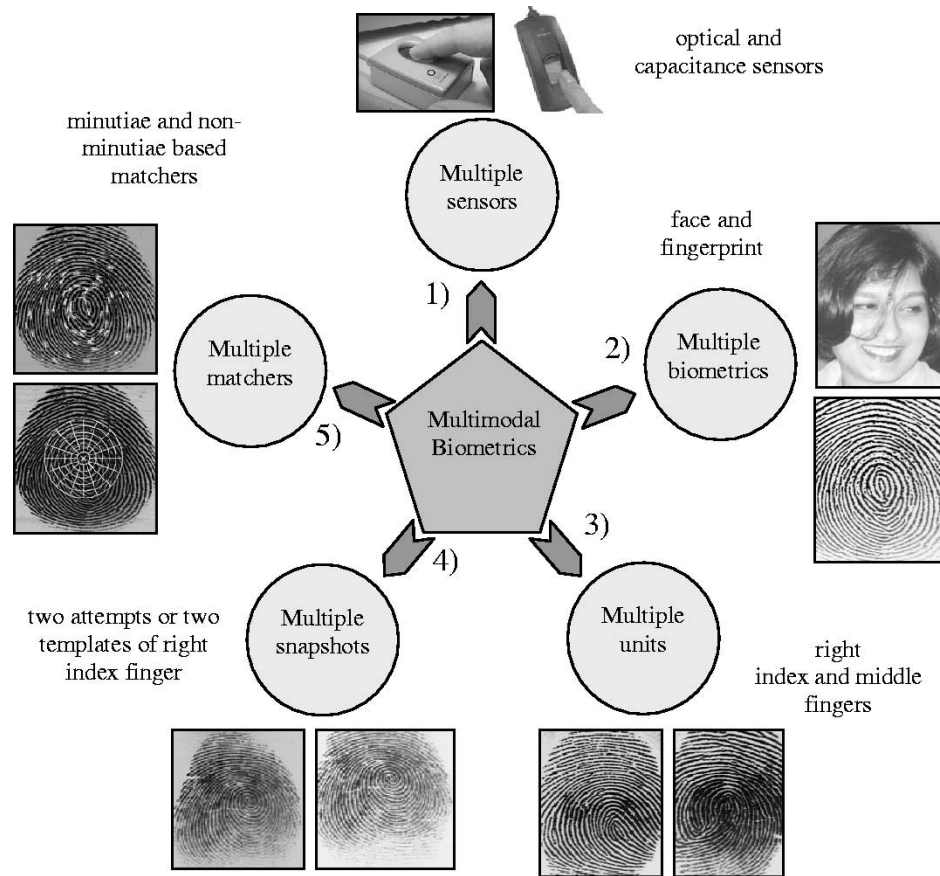 optical and
capacitance sensors
minutiae and non-
minutiae based
matchers
Multiple
sensors
face and
fingerprint
1)
2)
Multiple
biometrics
Multiple
matchers
5)
Multimodal
Biometrics
3)
4)
two attempts or two
templates of right
index finger
Multiple
snapshots
Multiple
units
right
index and middle
fingers